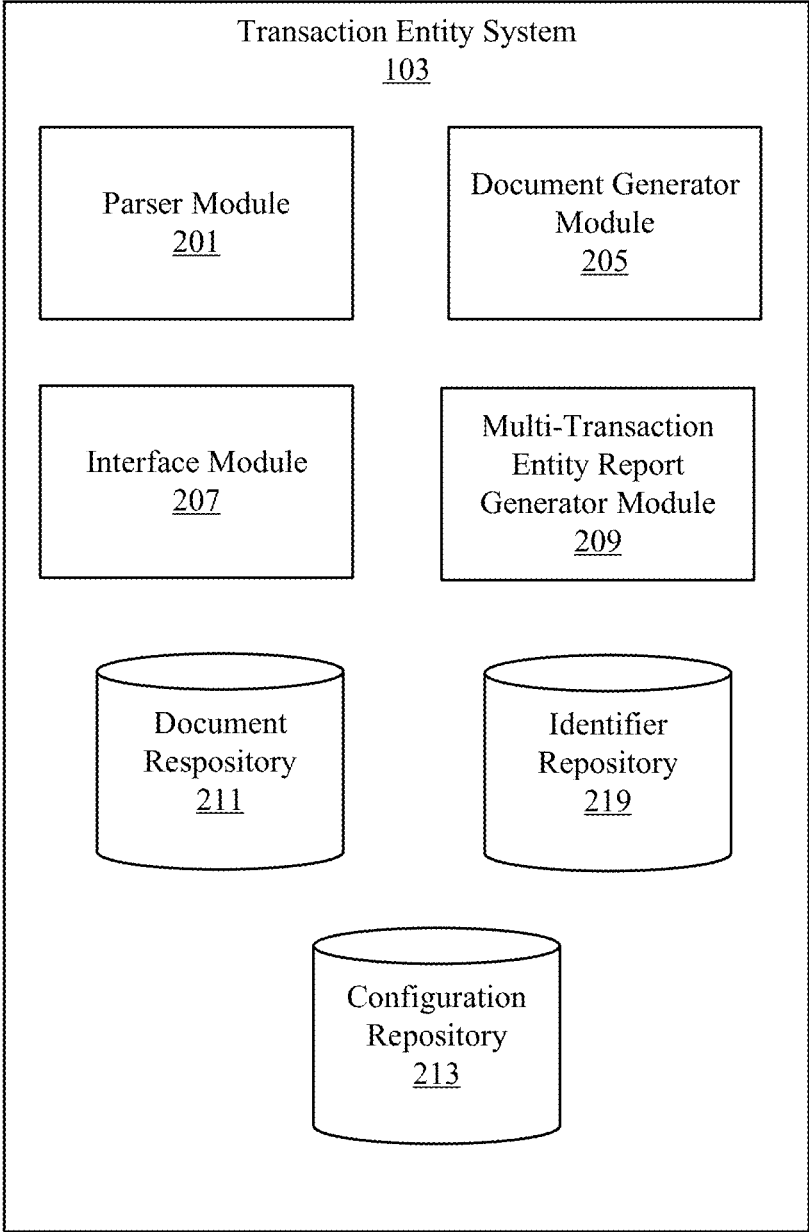 Transaction Entity System
103
Parser Module
201
Document Generator
Module
205
Interface Module
207
Multi-Transaction
Entity Report
Generator Module
209
Document
Respository
211
Identifier
Repository
219
Configuration
Repository
213